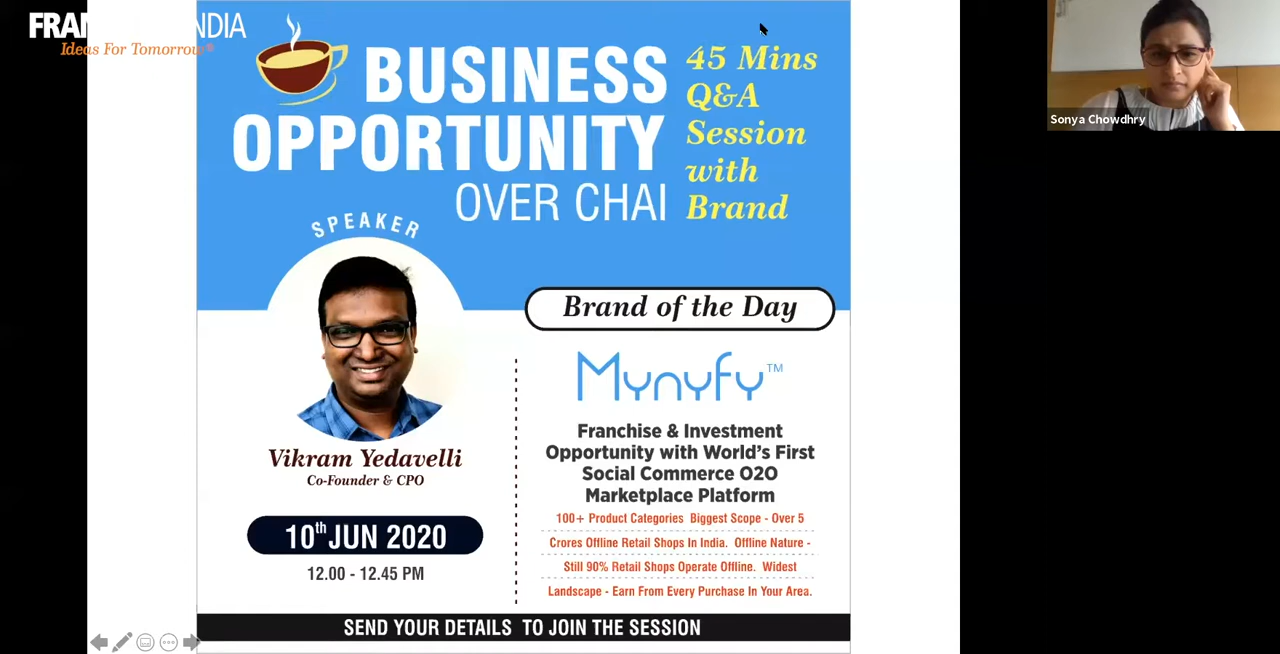 FRAN INDIA
Ideas For Tomorrow®
BUSINESS
OPPORTUNITY
OVER CHAI
45 Mins
Q&A
Session
with
Brand
Sonya Chowdhry
SPEAKER
Brand of the Day
Mynyfy™
Franchise & Investment
Opportunity with World's First
Social Commerce O2O
Marketplace Platform
100+ Product Categories Biggest Scope - Over 5
Crores Offline Retail Shops In India. Offline Nature -
Still 90% Retail Shops Operate Offline. Widest
Landscape - Earn From Every Purchase In Your Area.
Vikram Yedavelli
Co-Founder & CPO
10th JUN 2020
12.00 - 12.45 PM
SEND YOUR DETAILS TO JOIN THE SESSION